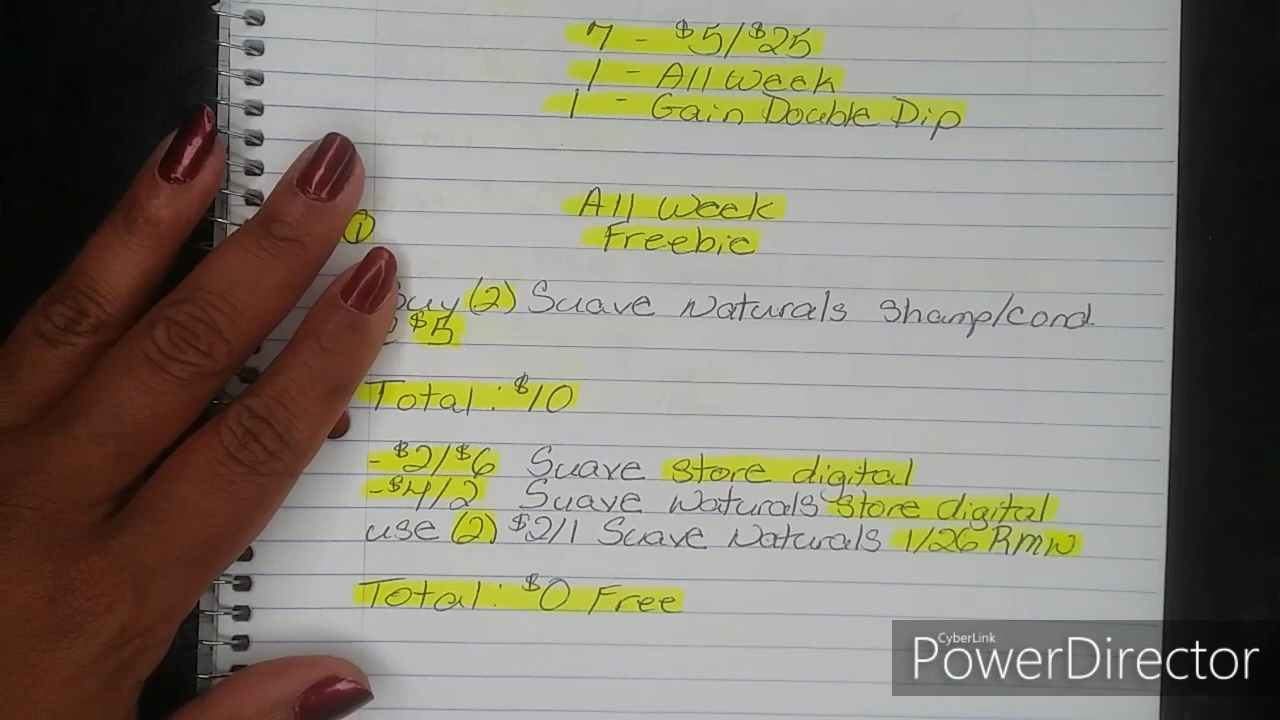 7 - $5/$25
1 - All week
1 - Gain Double Dip
All week
1
Freebie
Buy (2) Suave Naturals Shamp/cond.
$5
Total: $10
-$2/$6 Suave store digital
-$4/2 Suave Naturals store digital
use (2) $2/1 Suave Naturals 1/26 RMN
Total: $0 Free
CyberLink
PowerDirector